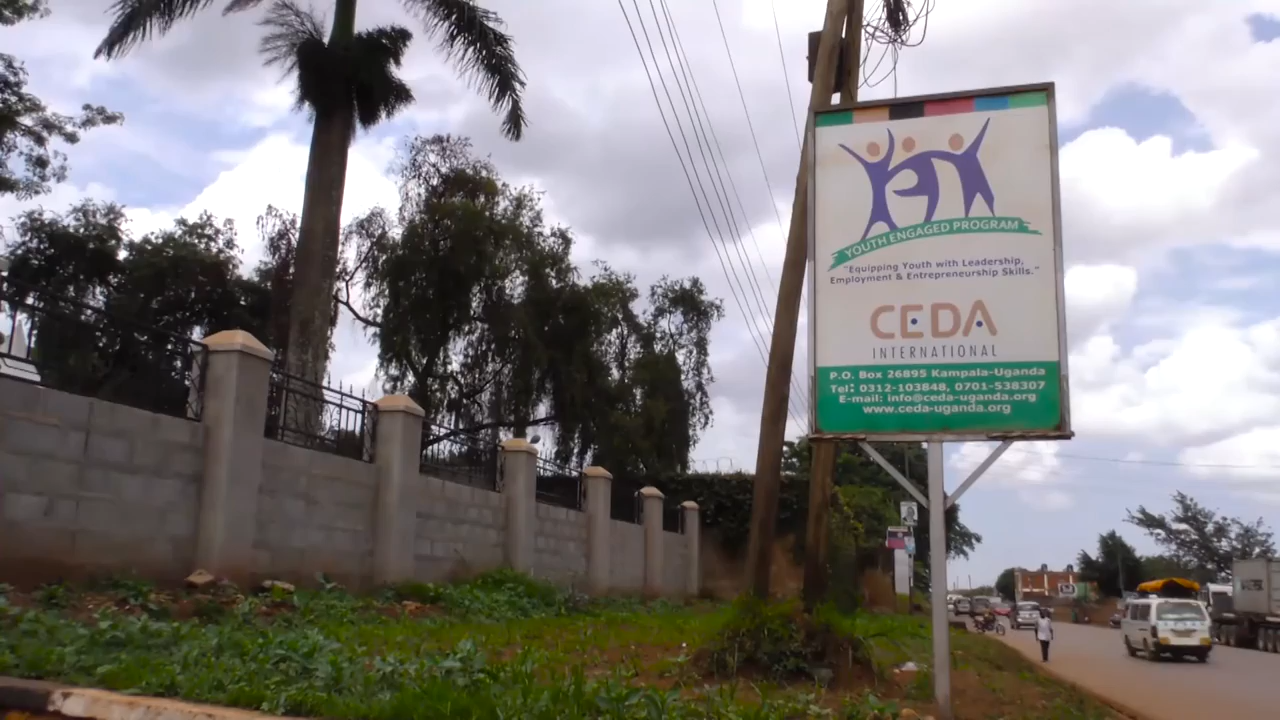 YOUTH ENGAGED PROGRAM
"Equipping Youth with Leadership,
Employment & Entrepreneurship Skills."
CEDA
INTERNATIONAL
P.O. Box 26895 Kampala-Uganda
Tel: 0312-103848, 0701-538307
E-mail: info@ceda-uganda.org
www.ceda-uganda.org